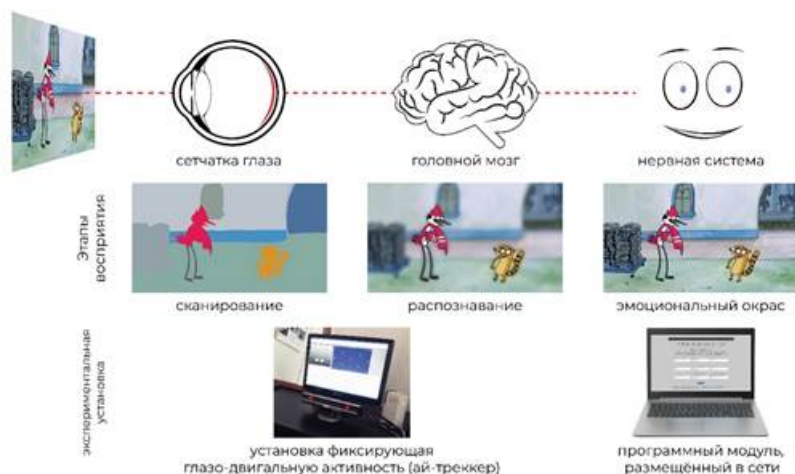 сетчатка глаза
головной мозг
нервная система
Этапы
восприятия
сканирование
распознавание
эмоциональный окрас
экспериментальная
установка
установка фиксирующая
глазо-двигальную активность (ай-треккер)
программный модуль,
размещённый в сети